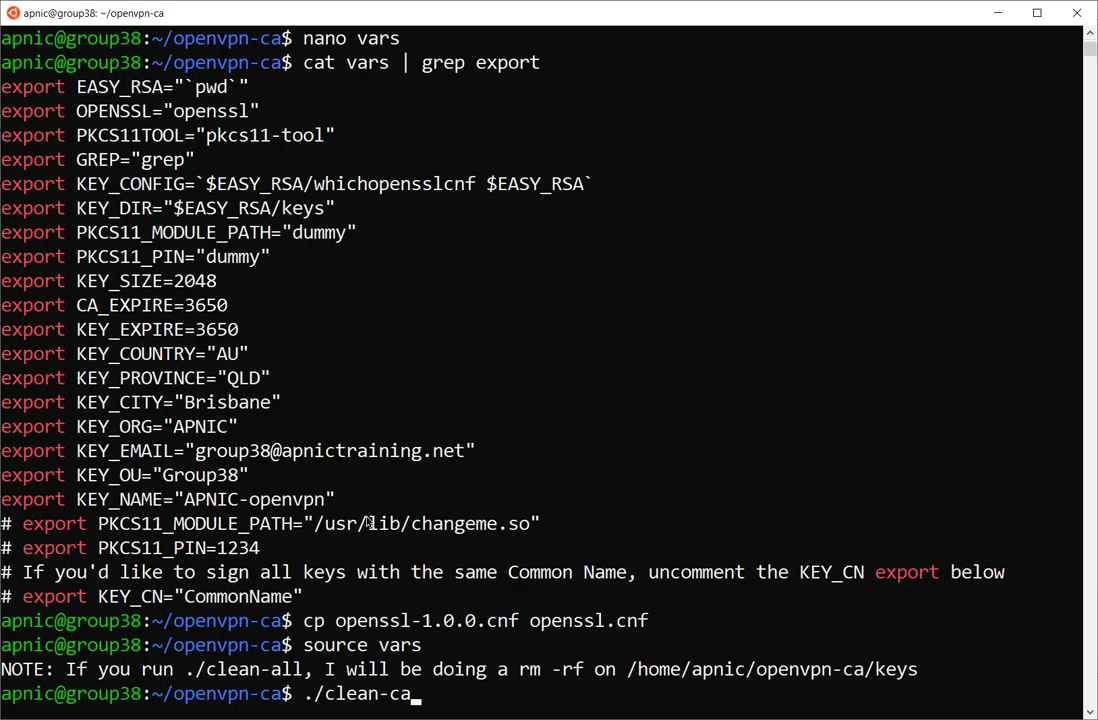 apnic@group38: ~/openvpn-ca
apnic@group38:~/openvpn-ca$ nano vars
apnic@group38:~/openvpn-ca$ cat vars | grep export
export EASY_RSA="`pwd`"
export OPENSSL="openssl"
export PKCS11TOOL="pkcs11-tool"
export GREP="grep"
export KEY_CONFIG=`$EASY_RSA/whichopensslcnf $EASY_RSA`
export KEY_DIR="$EASY_RSA/keys"
export PKCS11_MODULE_PATH="dummy"
export PKCS11_PIN="dummy"
export KEY_SIZE=2048
export CA_EXPIRE=3650
export KEY_EXPIRE=3650
export KEY_COUNTRY="AU"
export KEY_PROVINCE="QLD"
export KEY_CITY="Brisbane"
export KEY_ORG="APNIC"
export KEY_EMAIL="group38@apnictraining.net"
export KEY_OU="Group38"
export KEY_NAME="APNIC-openvpn"
# export PKCS11_MODULE_PATH="/usr/lib/changeme.so"
# export PKCS11_PIN=1234
# If you'd like to sign all keys with the same Common Name, uncomment the KEY_CN export below
# export KEY_CN="CommonName"
apnic@group38:~/openvpn-ca$ cp openssl-1.0.0.cnf openssl.cnf
apnic@group38:~/openvpn-ca$ source vars
NOTE: If you run ./clean-all, I will be doing a rm -rf on /home/apnic/openvpn-ca/keys
apnic@group38:~/openvpn-ca$ ./clean-ca